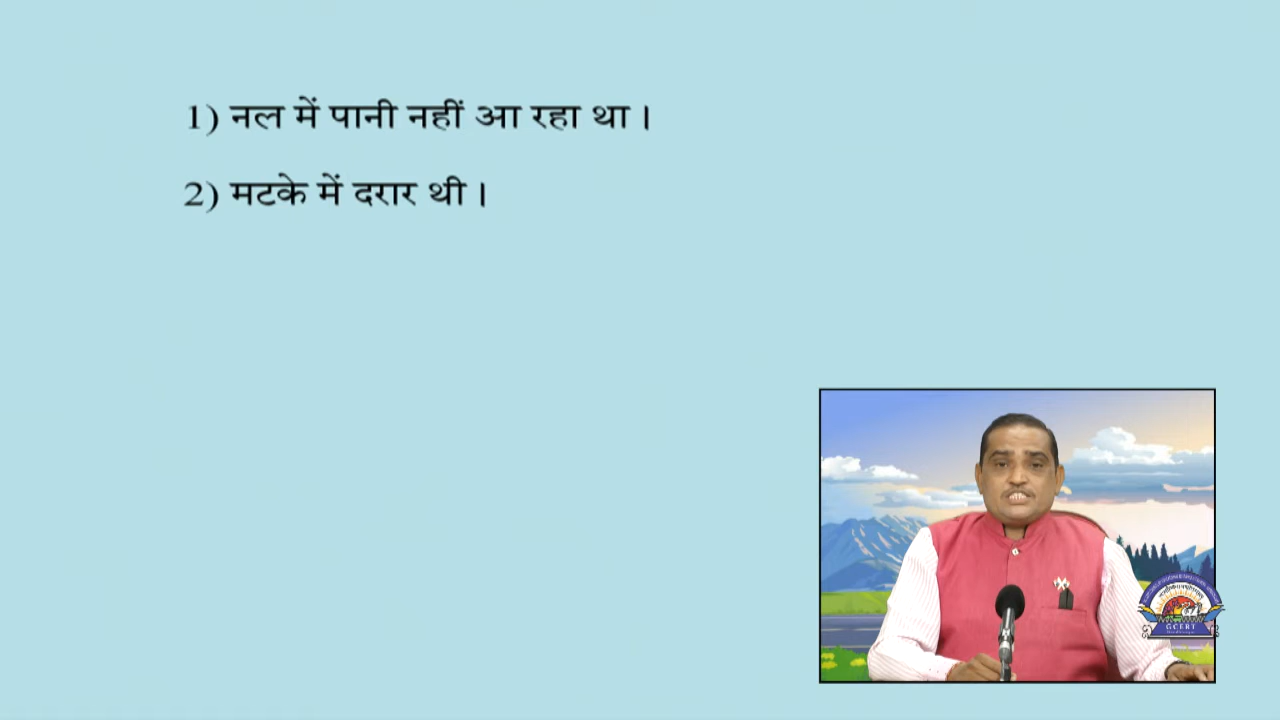 1) नल में पानी नहीं आ रहा था ।
2) मटके में दरार थी ।
GCERT